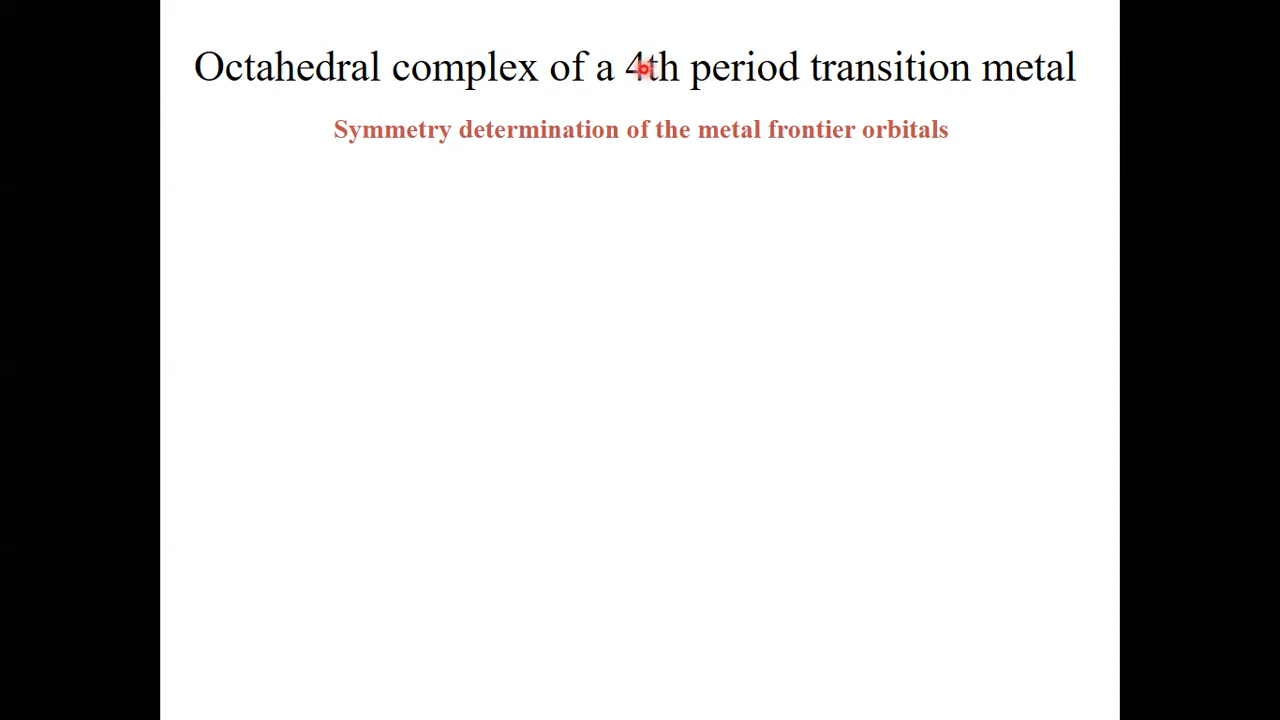 Octahedral complex of a 4th period transition metal
Symmetry determination of the metal frontier orbitals